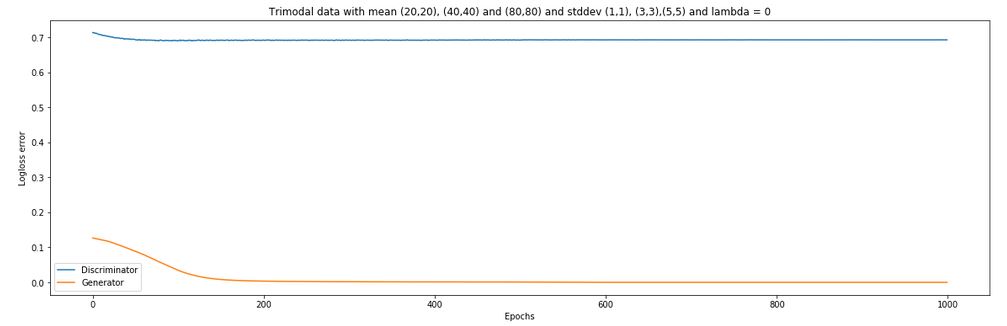 Trimodal data with mean (20,20), (40,40) and (80,80) and stddev (1,1), (3,3),(5,5) and lambda = 0
0.7
0.6
0.5
0.4
0.3
0.2
0.1
0.0
Logloss error
Discriminator
Generator
0 200 400 600 800 1000
Epochs